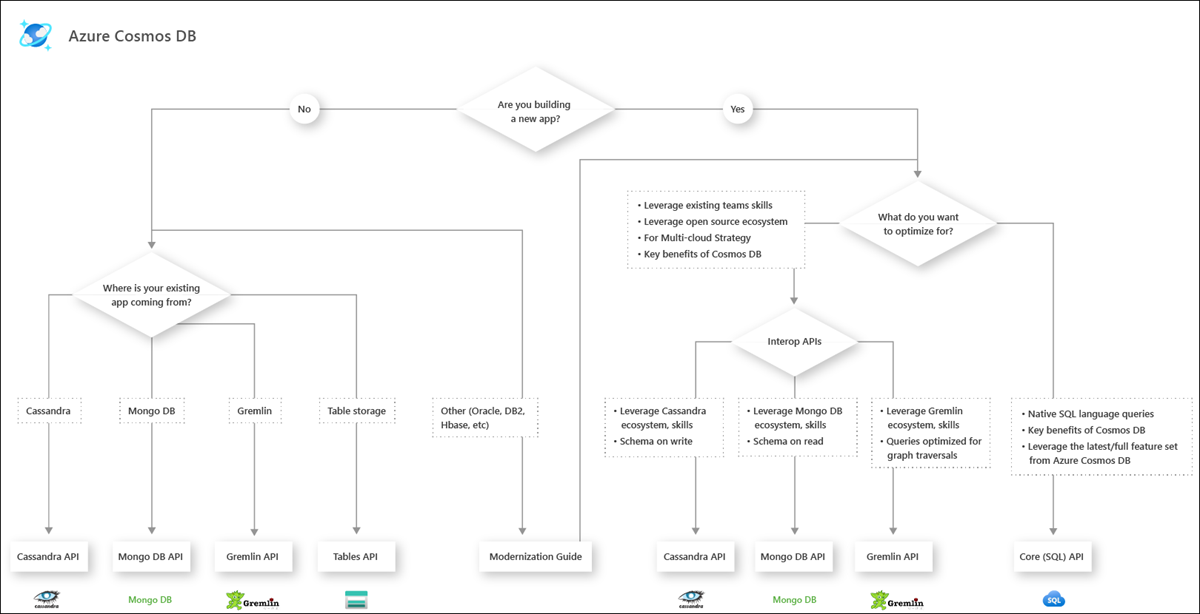 Azure Cosmos DB
Are you building
a new app?
No
Yes
• Leverage existing teams skills
• Leverage open source ecosystem
• For Multi-cloud Strategy
• Key benefits of Cosmos DB
What do you want
to optimize for?
Where is your existing
app coming from?
Interop APIs
Cassandra
Mongo DB
Gremlin
Table storage
Other (Oracle, DB2,
Hbase, etc)
• Leverage Cassandra
ecosystem, skills
• Schema on write
• Leverage Mongo DB
ecosystem, skills
• Schema on read
• Leverage Gremlin
ecosystem, skills
• Queries optimized for
graph traversals
• Native SQL language queries
• Key benefits of Cosmos DB
• Leverage the latest/full feature set
from Azure Cosmos DB
Cassandra API
Mongo DB API
Gremlin API
Tables API
Modernization Guide
Cassandra API
Mongo DB API
Gremlin API
Core (SQL) API
cassandra
Mongo DB
Gremlin
cassandra
Mongo DB
Gremlin
SQL